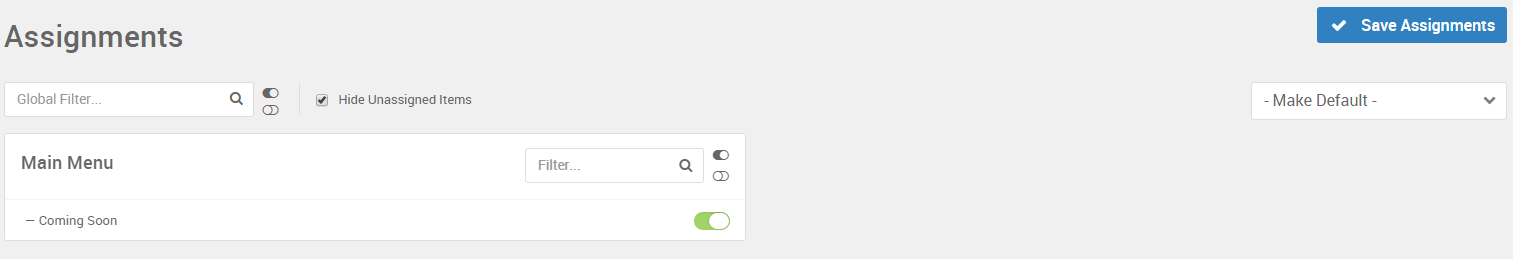 Assignments
Save Assignments
Global Filter...
Hide Unassigned Items
- Make Default -
Main Menu
Filter...
— Coming Soon